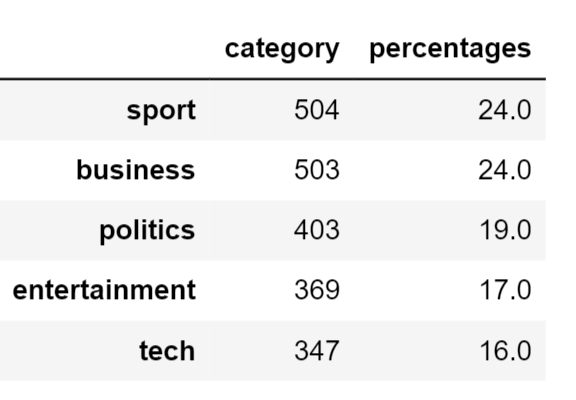 category percentages
sport 504 24.0
business 503 24.0
politics 403 19.0
entertainment 369 17.0
tech 347 16.0